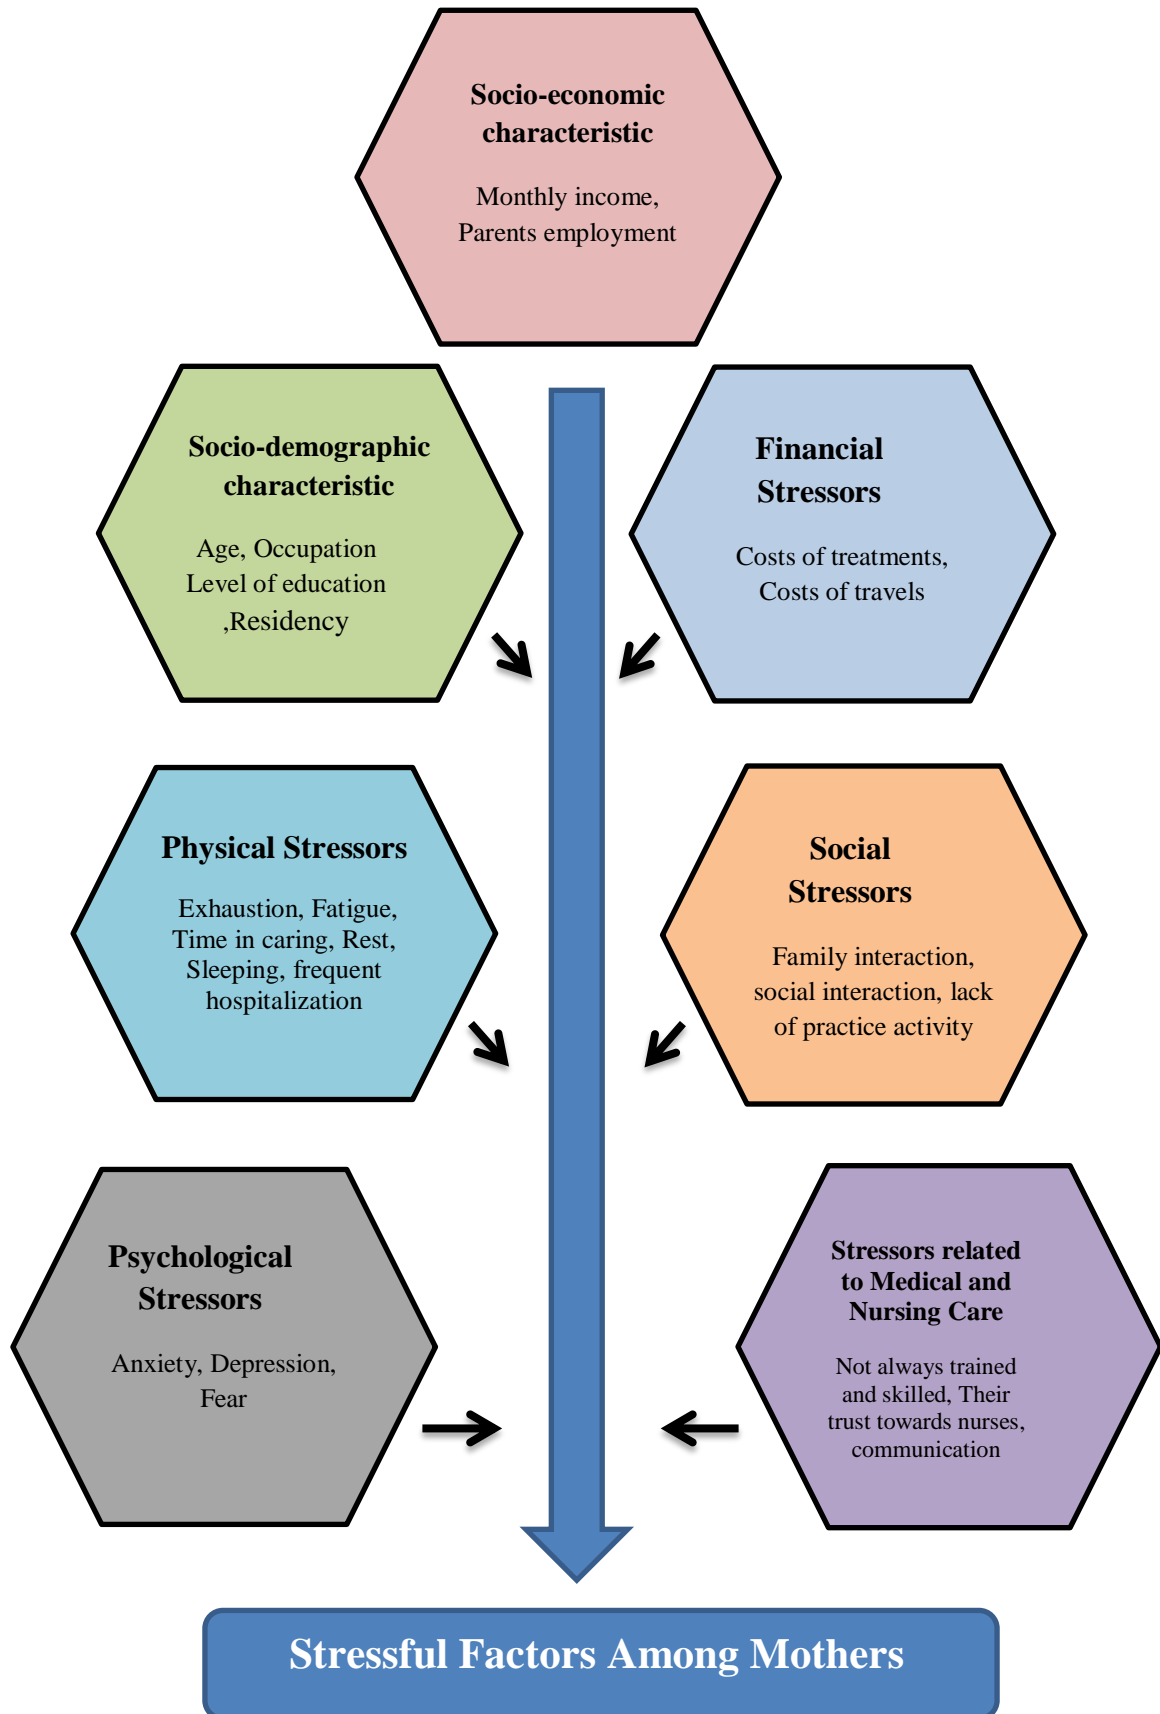 Socio-economic
characteristic
Monthly income,
Parents employment
Socio-demographic
characteristic
Age, Occupation
Level of education
,Residency
Financial
Stressors
Costs of treatments,
Costs of travels
Physical Stressors
Exhaustion, Fatigue,
Time in caring, Rest,
Sleeping, frequent
hospitalization
Social
Stressors
Family interaction,
social interaction, lack
of practice activity
Psychological
Stressors
Anxiety, Depression,
Fear
Stressors related
to Medical and
Nursing Care
Not always trained
and skilled, Their
trust towards nurses,
communication
Stressful Factors Among Mothers